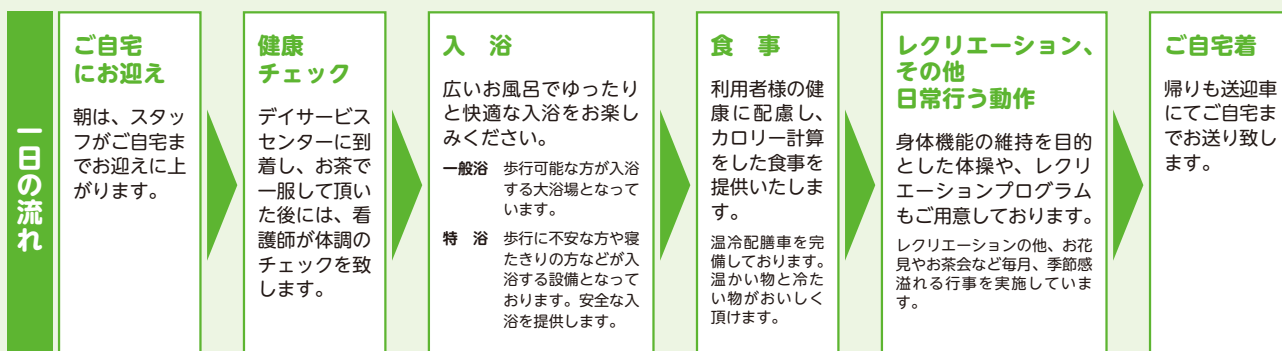 一日の流れ
ご自宅
にお迎え
朝は、スタッ
フがご自宅ま
でお迎えに上
がります。
健康
チェック
デイサービス
センターに到
着し、お茶で
一服して頂い
た後には、看
護師が体調の
チェックを致
します。
入 浴
広いお風呂でゆったり
と快適な入浴をお楽し
みください。
一般浴 歩行可能な方が入浴
する大浴場となって
います。
特 浴 歩行に不安な方や寝
たきりの方などが入
浴する設備となって
おります。安全な入
浴を提供します。
食 事
利用者様の健
康に配慮し、
カロリー計算
をした食事を
提供いたしま
す。
温冷配膳車を完
備しております。
温かい物と冷た
い物がおいしく
頂けます。
レクリエーション、
その他
日常行う動作
身体機能の維持を目的
とした体操や、レクリ
エーションプログラム
もご用意しております。
レクリエーションの他、お花
見やお茶会など毎月、季節感
溢れる行事を実施していま
す。
ご自宅着
帰りも送迎車
にてご自宅ま
でお送り致し
ます。